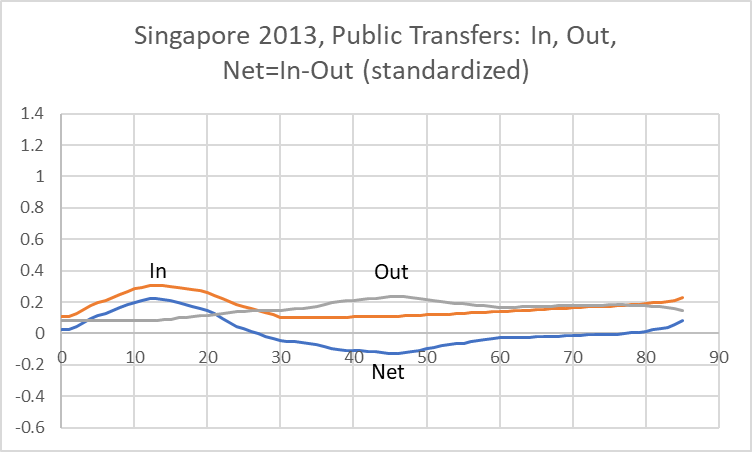 Singapore 2013, Public Transfers: In, Out,
Net=In-Out (standardized)
1.4
1.2
1
0.8
0.6
0.4
In
Out
0.2
0
0 10 20 30 40 50 60 70 80 90
-0.2
Net
-0.4
-0.6